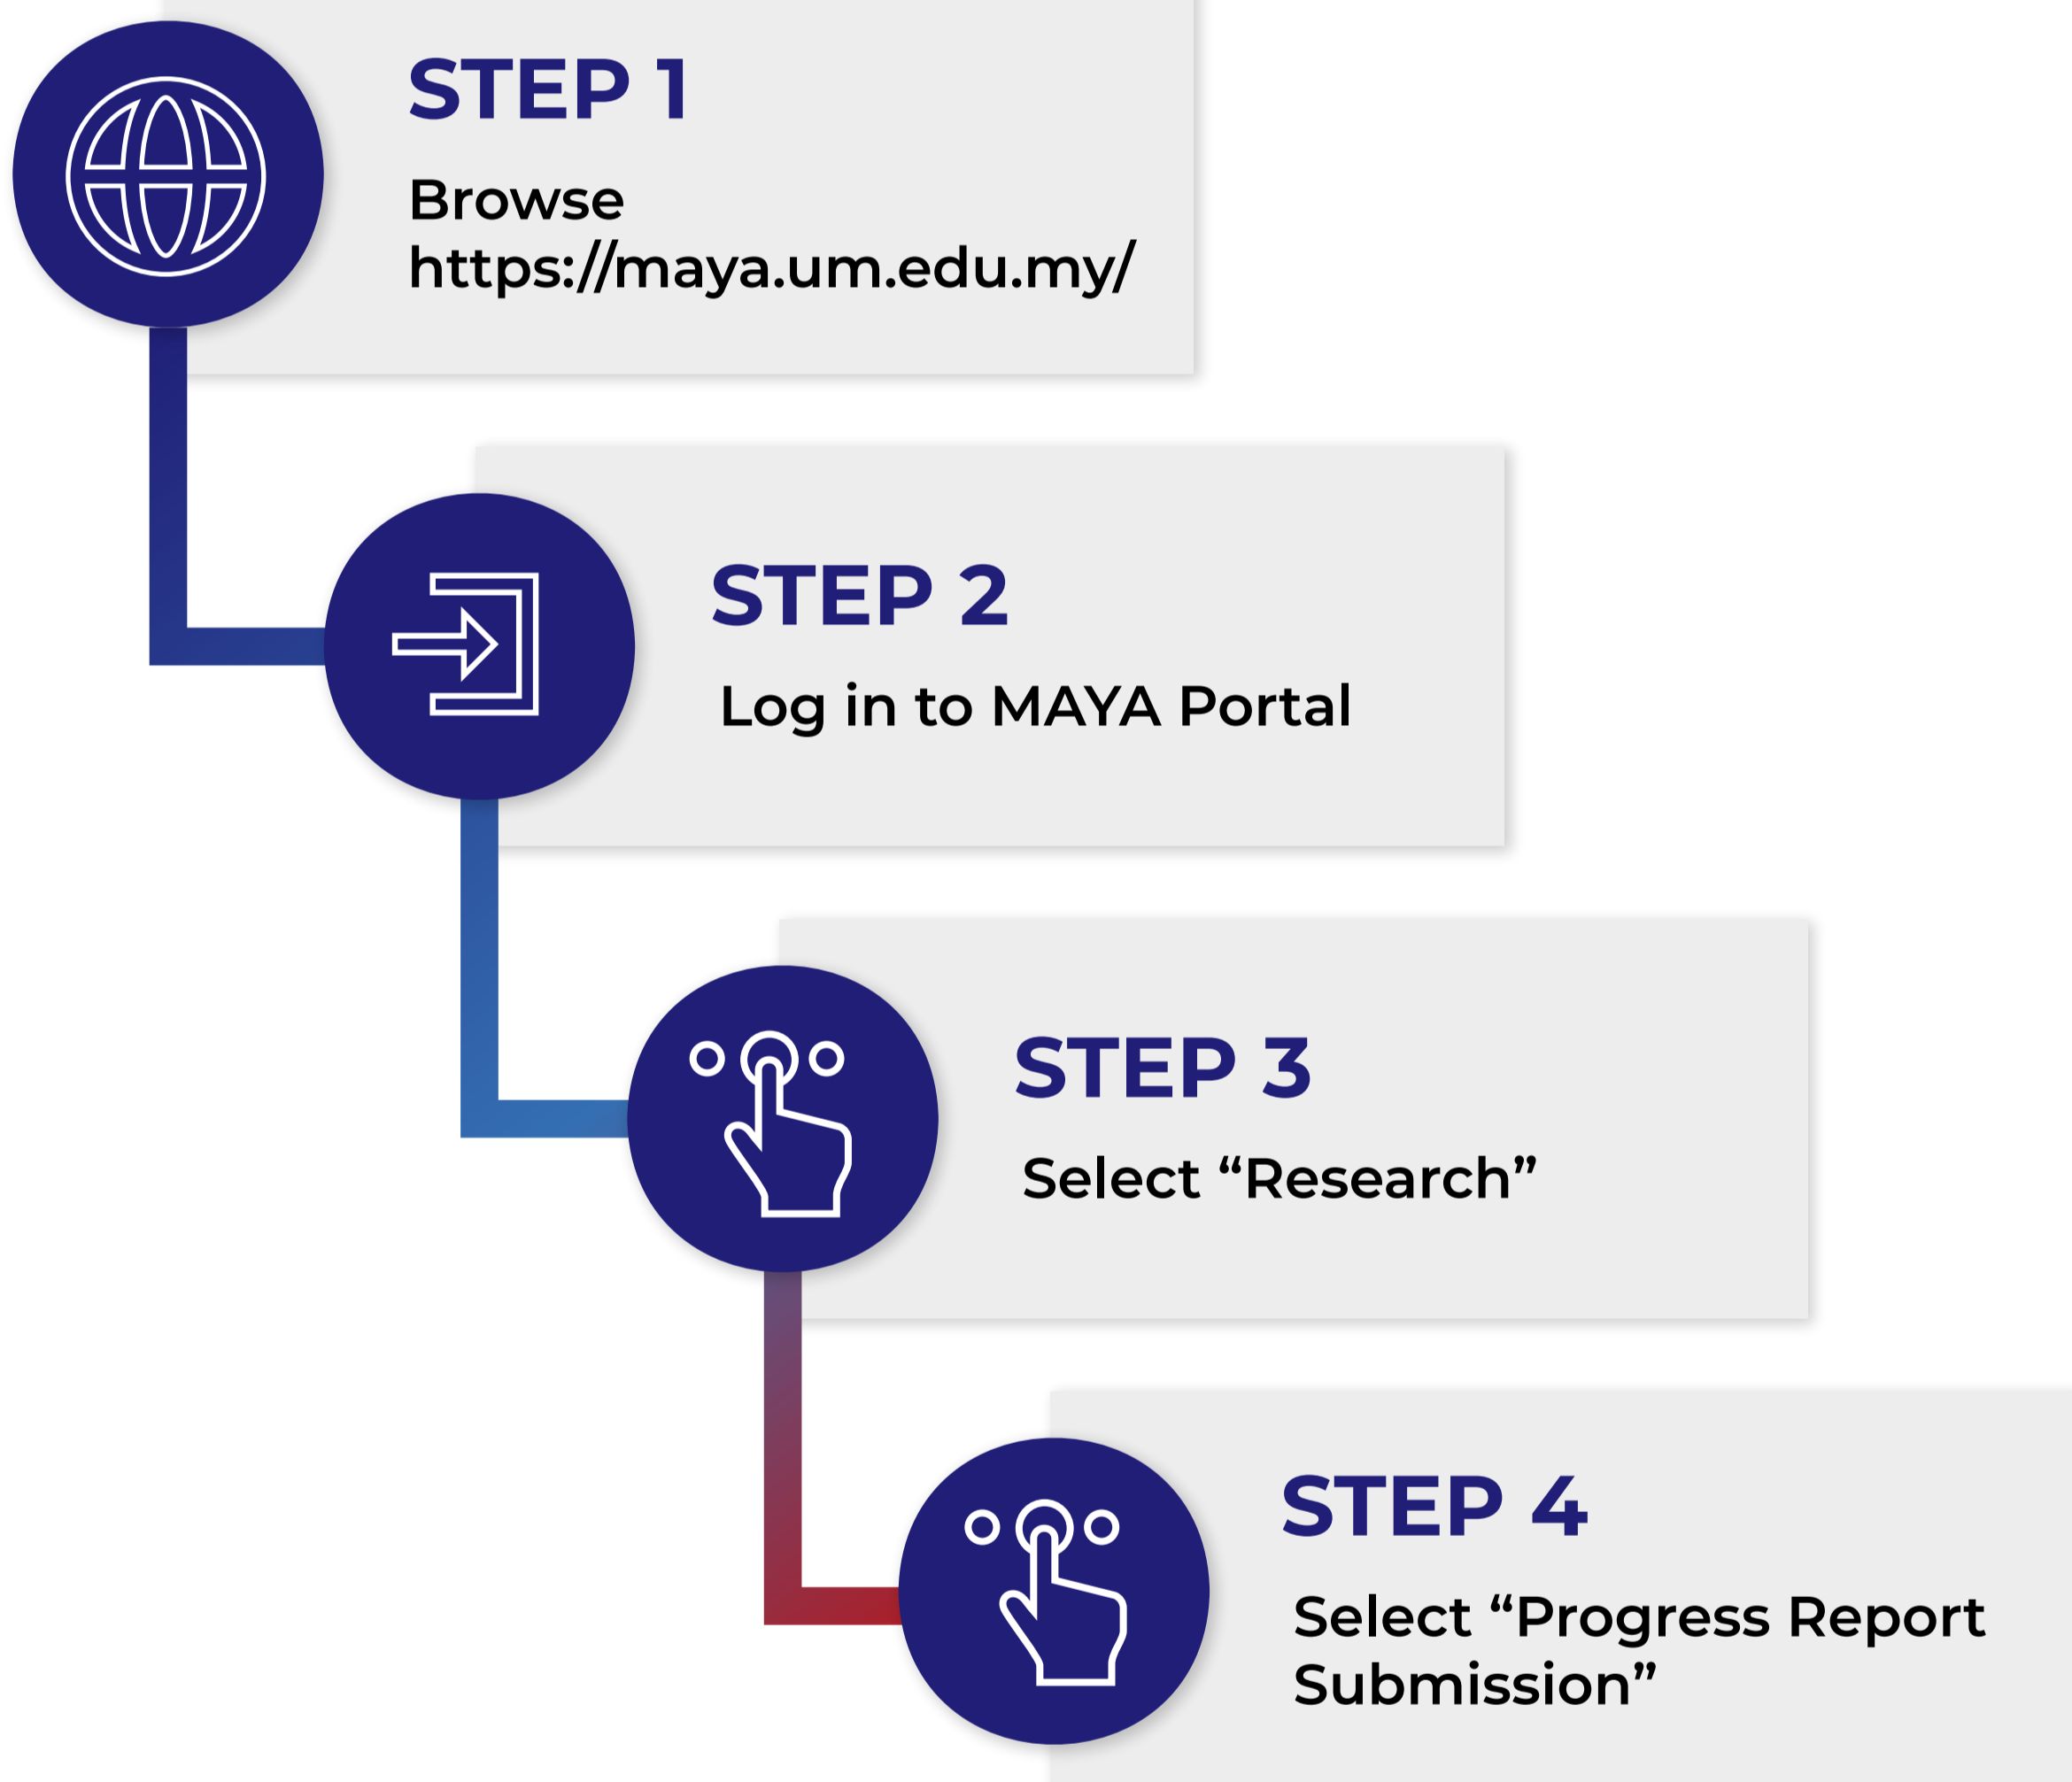 STEP 1
Browse
https://maya.um.edu.my/
STEP 2
Log in to MAYA Portal
STEP 3
Select “Research”
STEP 4
Select “Progress Report
Submission”